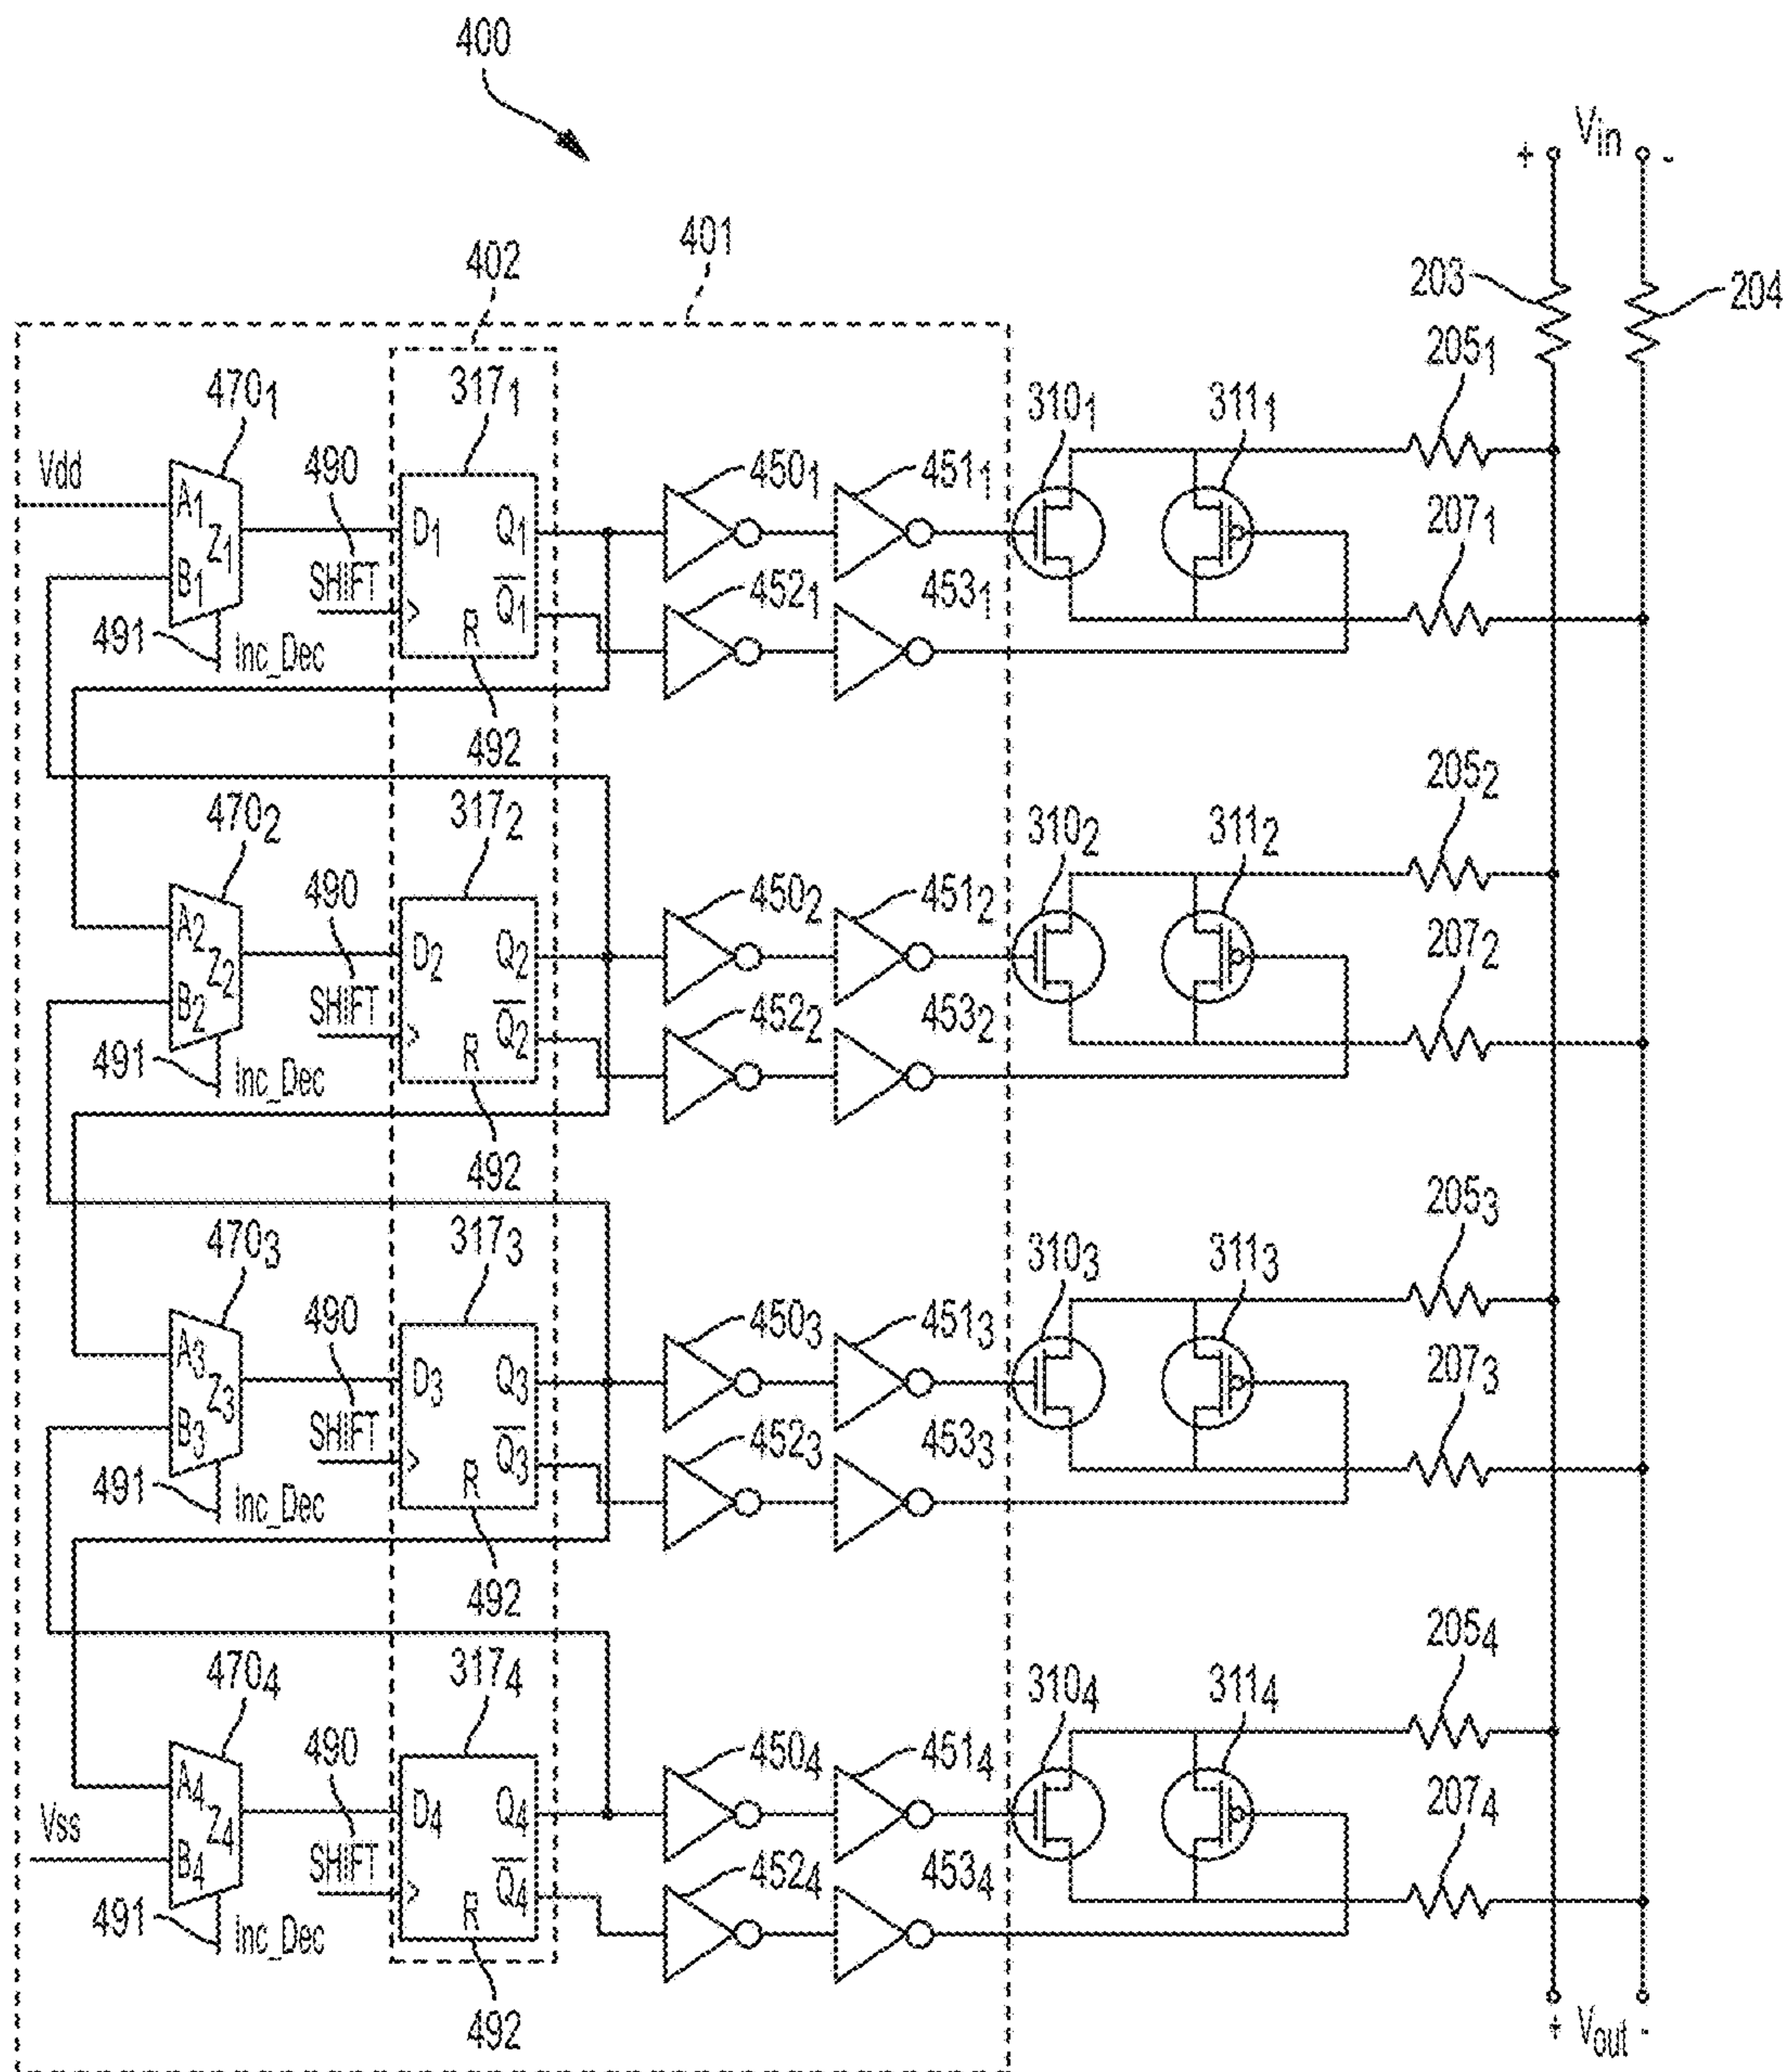 400
Vin
+ -
401
402
203
204
205₁
470₁
317₁
310₁
311₁
Vdd
490
450₁
451₁
207₁
A₁
Z₁
B₁
D₁
Q₁
SHIFT
Q̅₁
R
452₁
453₁
491
Inc_Dec
492
205₂
470₂
317₂
310₂
311₂
490
450₂
451₂
207₂
A₂
Z₂
B₂
D₂
Q₂
SHIFT
Q̅₂
R
452₂
453₂
491
Inc_Dec
492
205₃
470₃
317₃
310₃
311₃
490
450₃
451₃
207₃
A₃
Z₃
B₃
D₃
Q₃
SHIFT
Q̅₃
R
452₃
453₃
491
Inc_Dec
492
205₄
470₄
317₄
310₄
311₄
490
450₄
451₄
207₄
A₄
Z₄
Vss
B₄
D₄
Q₄
SHIFT
Q̅₄
R
452₄
453₄
491
Inc_Dec
492
+ Vout -